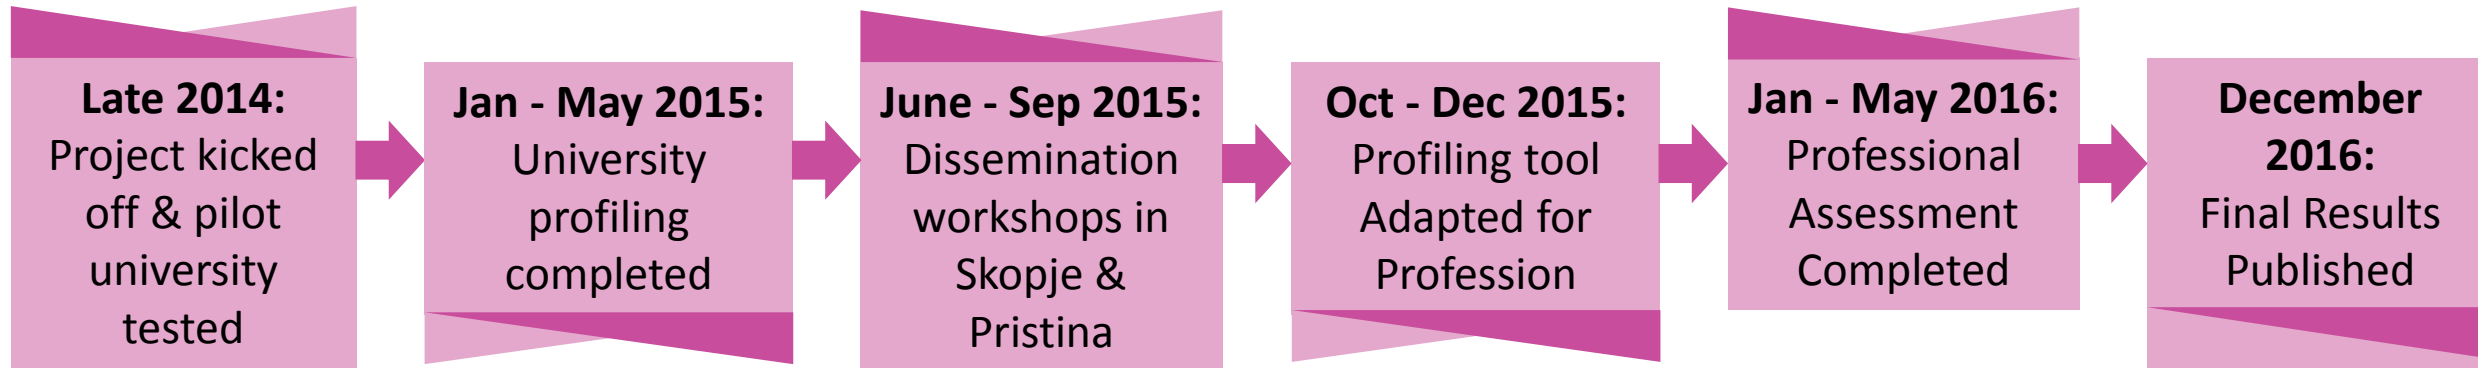 Late 2014:
Project kicked
off & pilot
university
tested
Jan - May 2015:
University
profiling
completed
June - Sep 2015:
Dissemination
workshops in
Skopje &
Pristina
Oct - Dec 2015:
Profiling tool
Adapted for
Profession
Jan - May 2016:
Professional
Assessment
Completed
December
2016:
Final Results
Published